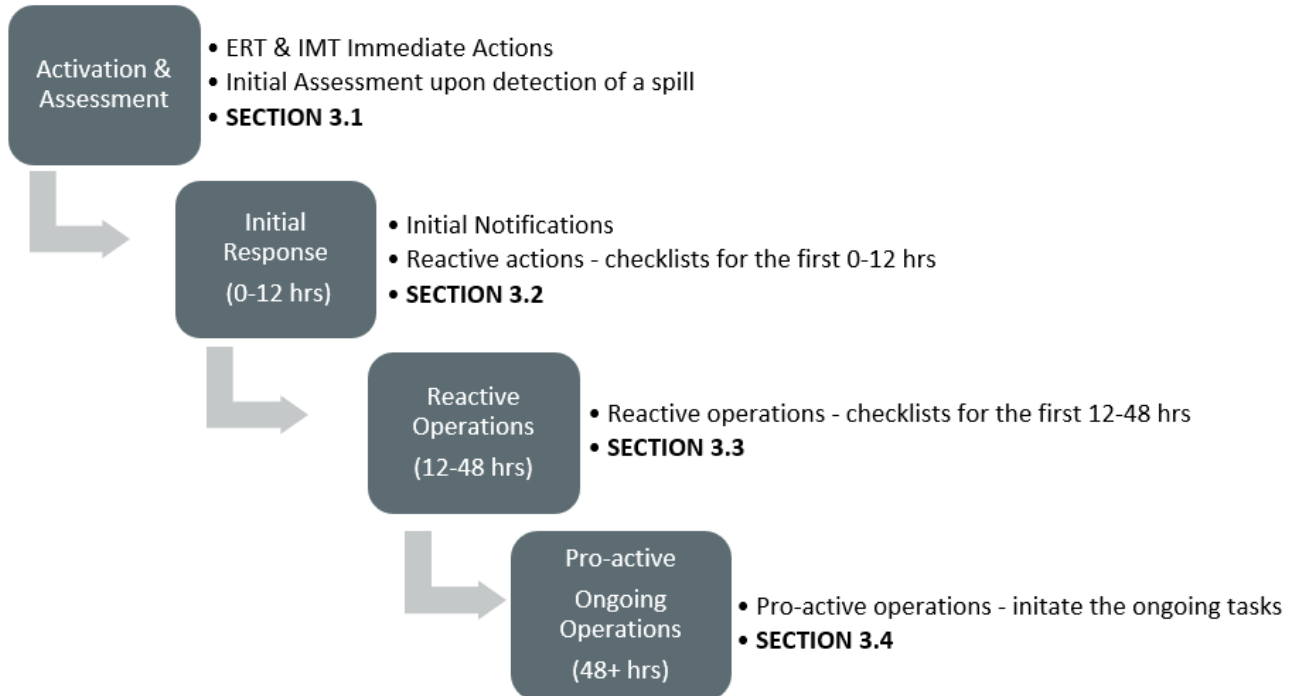 Activation &
Assessment
• ERT & IMT Immediate Actions
• Initial Assessment upon detection of a spill
• SECTION 3.1
Initial
Response
(0-12 hrs)
• Initial Notifications
• Reactive actions - checklists for the first 0-12 hrs
• SECTION 3.2
Reactive
Operations
(12-48 hrs)
• Reactive operations - checklists for the first 12-48 hrs
• SECTION 3.3
Pro-active
Ongoing
Operations
(48+ hrs)
• Pro-active operations - initate the ongoing tasks
• SECTION 3.4